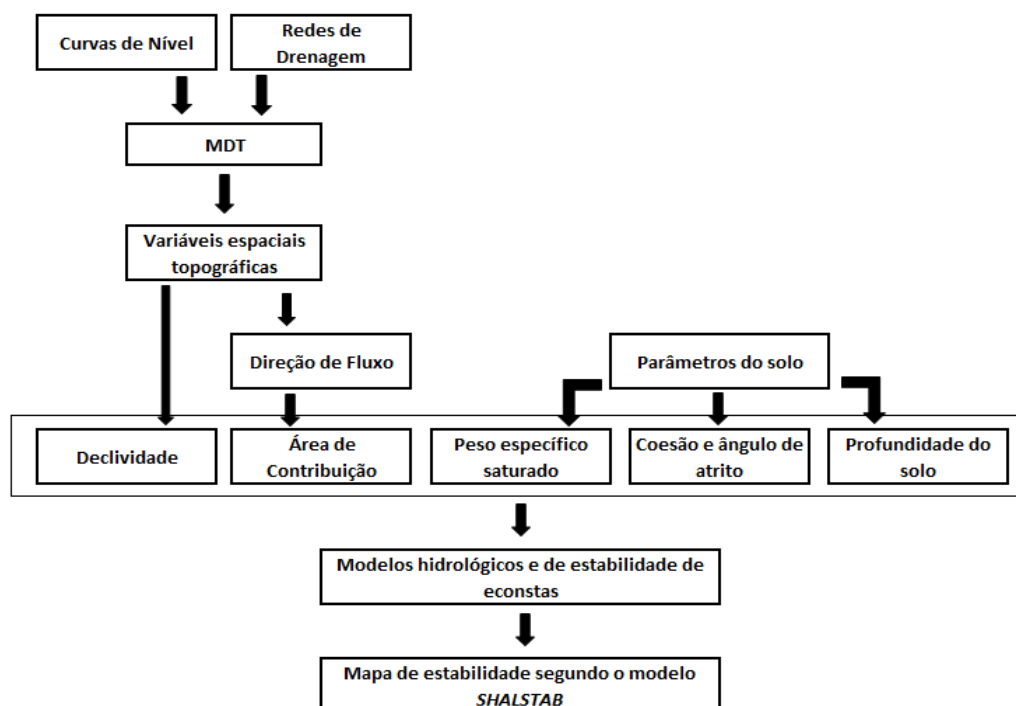 Curvas de Nível
Redes de
Drenagem
MDT
Variáveis espaciais
topográficas
Direção de Fluxo
Parâmetros do solo
Declividade
Área de
Contribuição
Peso específico
saturado
Coesão e ângulo de
atrito
Profundidade do
solo
Modelos hidrológicos e de estabilidade de
econstas
Mapa de estabilidade segundo o modelo
SHALSTAB